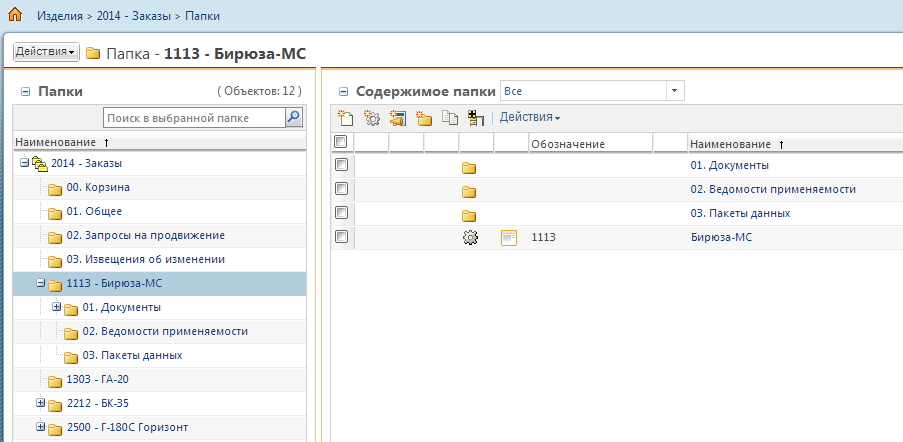 Изделия > 2014 - Заказы > Папки
Действия
Папка - 1113 - Бирюза-МС
Папки
( Объектов: 12 )
Поиск в выбранной папке
Наименование ↑
2014 - Заказы
00. Корзина
01. Общее
02. Запросы на продвижение
03. Извещения об изменении
1113 - Бирюза-МС
01. Документы
02. Ведомости применяемости
03. Пакеты данных
1303 - ГА-20
2212 - БК-35
2500 - Г-180С Горизонт
Содержимое папки
Все
Действия
Обозначение
Наименование ↑
01. Документы
02. Ведомости применяемости
03. Пакеты данных
1113
Бирюза-МС